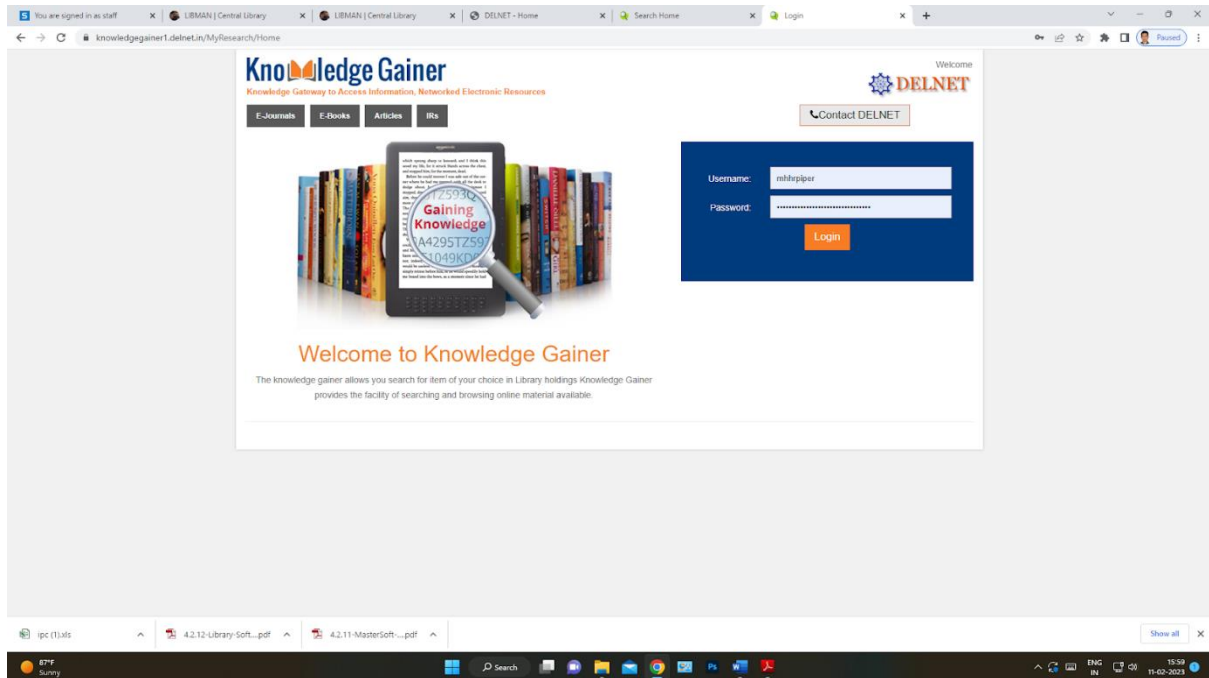 You are signed in as staff
LIBMAN | Central Library
LIBMAN | Central Library
DELNET - Home
Search Home
Login
knowledgegainer1.delnet.in/MyResearch/Home
Paused
Knowledge Gainer
Knowledge Gateway to Access Information, Networked Electronic Resources
Welcome
DELNET
E-Journals E-Books Articles IRs
Contact DELNET
amazon
TZ593Q
Gaining
Knowledge
A4295TZ59
1049KD
Username: mhhrpiper
Password:
Login
Welcome to Knowledge Gainer
The knowledge gainer allows you search for item of your choice in Library holdings Knowledge Gainer
provides the facility of searching and browsing online material available.
ipc (1).xls
4.2.12-Library-Soft....pdf
4.2.11-MasterSoft-....pdf
Show all
87°F
Sunny
Search
ENG
IN
15:59
11-02-2023